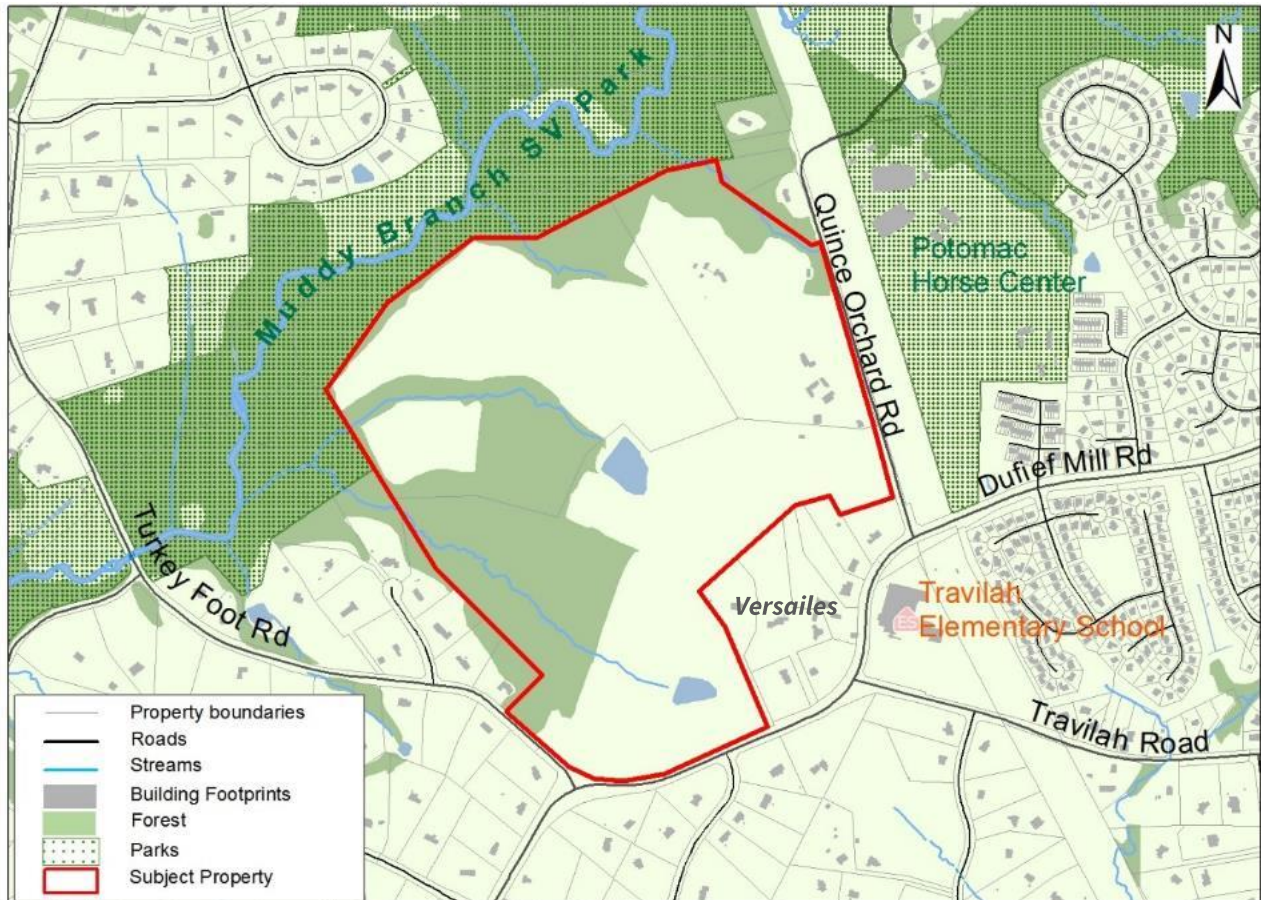 N
Muddy Branch SV Park
Quince Orchard Rd
Potomac
Horse Center
Dufief Mill Rd
Turkey Foot Rd
Versailes
Travilah
Elementary School
ES
Travilah Road
Property boundaries
Roads
Streams
Building Footprints
Forest
Parks
Subject Property